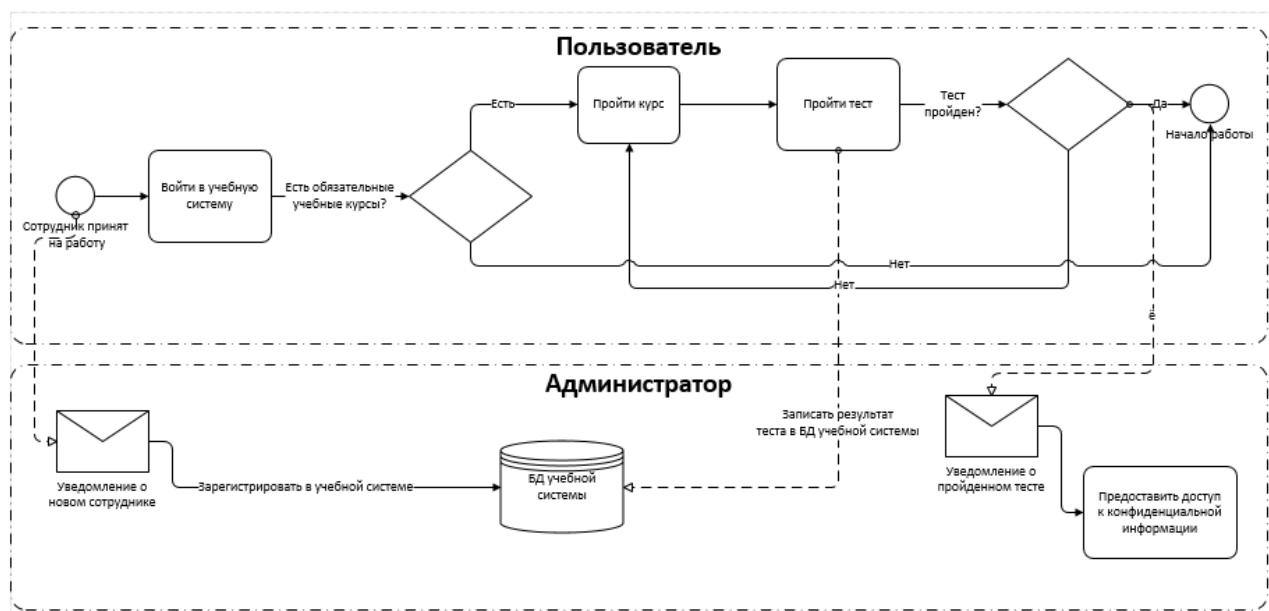 Пользователь
Есть
Пройти курс
Пройти тест
Тест
пройден?
Да
Начало работы
Войти в учебную
систему
Есть обязательные
учебные курсы?
Сотрудник принят
на работу
Нет
Нет
ё
Администратор
Записать результат
теста в БД учебной системы
БД учебной
системы
Уведомление о
новом сотруднике
Зарегистрировать в учебной системе
Уведомление о
пройденном тесте
Предоставить доступ
к конфиденциальной
информации